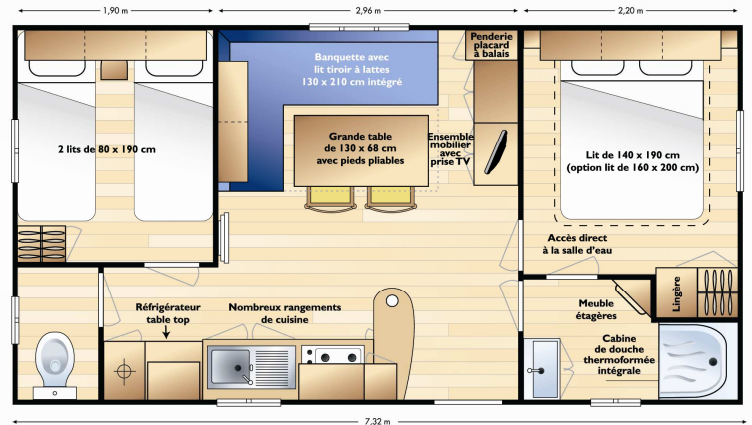 1,90 m
2,96 m
2,20 m
Penderie
placard
à balais
Banquette avec
lit tiroir à lattes
130 x 210 cm intégré
Grande table
de 130 x 68 cm
avec pieds pliables
Ensemble
mobilier
avec
prise TV
2 lits de 80 x 190 cm
Lit de 140 x 190 cm
(option lit de 160 x 200 cm)
Accès direct
à la salle d'eau
Lingère
Réfrigérateur
table top
Nombreux rangements
de cuisine
Meuble
étagères
Cabine
de douche
thermoformée
intégrale
7,32 m